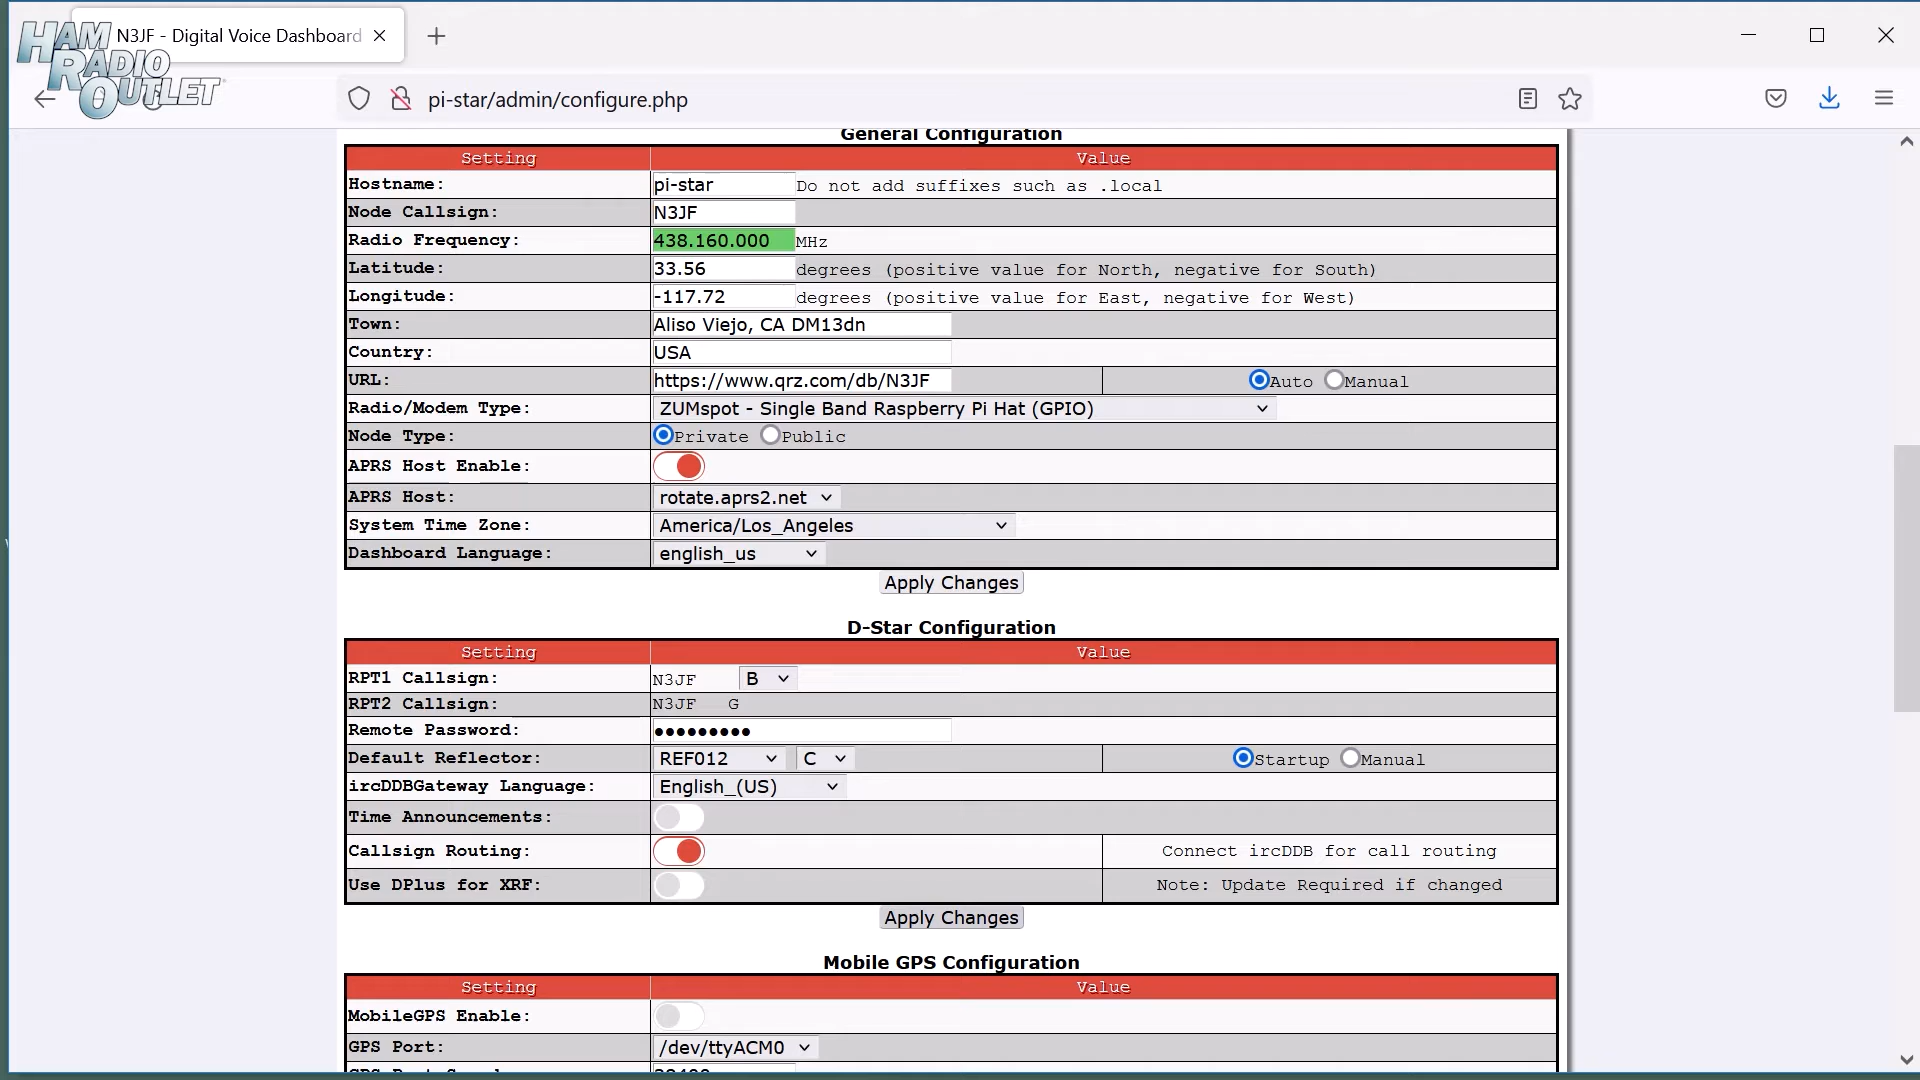 HAM
RADIO
OUTLET
N3JF - Digital Voice Dashboard
pi-star/admin/configure.php
General Configuration
Setting Value
Hostname: pi-star Do not add suffixes such as .local
Node Callsign: N3JF
Radio Frequency: 438.160.000 MHz
Latitude: 33.56 degrees (positive value for North, negative for South)
Longitude: -117.72 degrees (positive value for East, negative for West)
Town: Aliso Viejo, CA DM13dn
Country: USA
URL: https://www.qrz.com/db/N3JF Auto Manual
Radio/Modem Type: ZUMspot - Single Band Raspberry Pi Hat (GPIO)
Node Type: Private Public
APRS Host Enable:
APRS Host: rotate.aprs2.net
System Time Zone: America/Los_Angeles
Dashboard Language: english_us
Apply Changes
D-Star Configuration
Setting Value
RPT1 Callsign: N3JF B
RPT2 Callsign: N3JF G
Remote Password: •••••••••
Default Reflector: REF012 C Startup Manual
ircDDBGateway Language: English_(US)
Time Announcements:
Callsign Routing: Connect ircDDB for call routing
Use DPlus for XRF: Note: Update Required if changed
Apply Changes
Mobile GPS Configuration
Setting Value
MobileGPS Enable:
GPS Port: /dev/ttyACM0